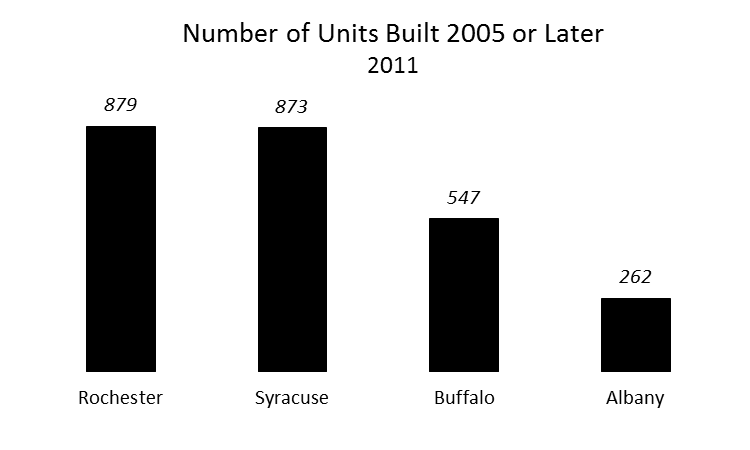 Number of Units Built 2005 or Later
2011
879
873
547
262
Rochester
Syracuse
Buffalo
Albany